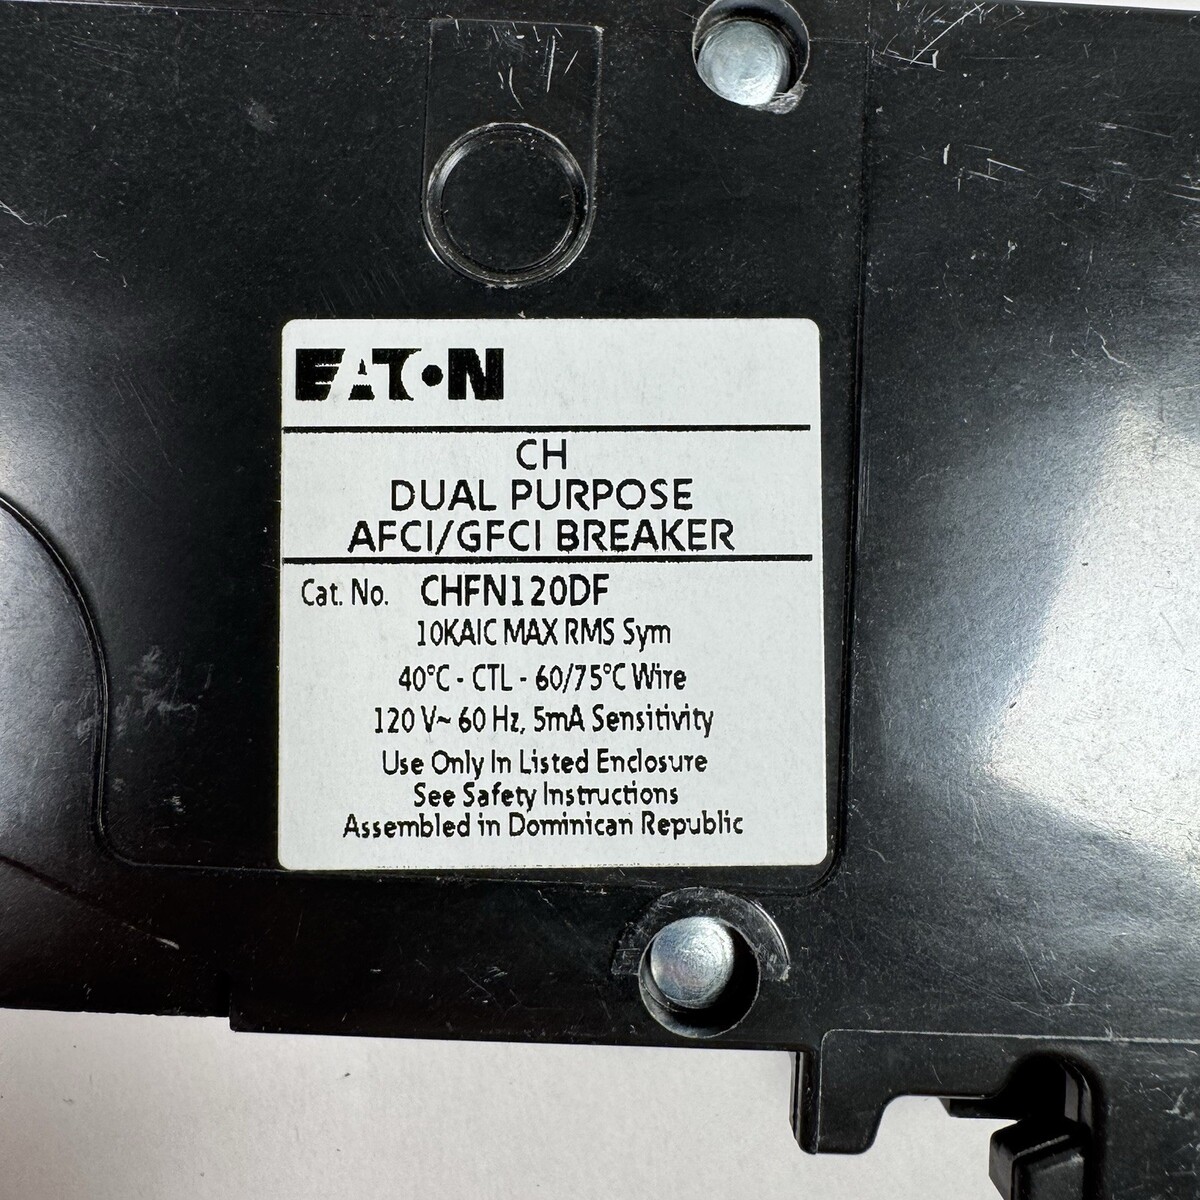 EATON
CH
DUAL PURPOSE
AFCI/GFCI BREAKER
Cat. No. CHFN120DF
10KAIC MAX RMS Sym
40°C - CTL - 60/75°C Wire
120 V~ 60 Hz, 5mA Sensitivity
Use Only In Listed Enclosure
See Safety Instructions
Assembled in Dominican Republic